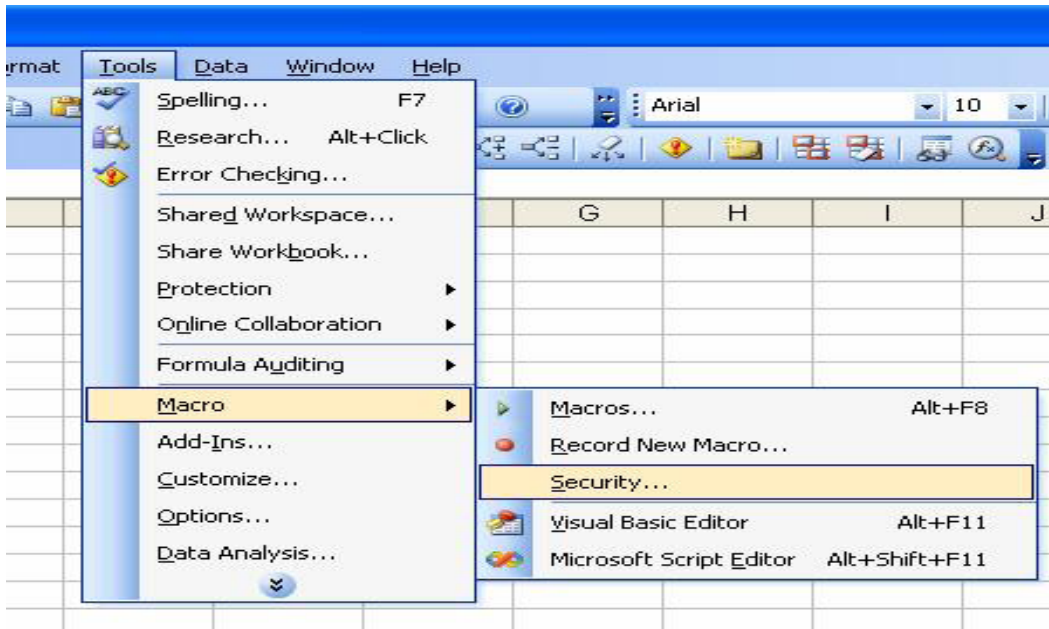 Tools Data Window Help
Spelling... F7
Arial 10
Research... Alt+Click
Error Checking...
Shared Workspace...
G H I J
Share Workbook...
Protection
Online Collaboration
Formula Auditing
Macro
Macros... Alt+F8
Add-Ins...
Record New Macro...
Customize...
Security...
Options...
Visual Basic Editor Alt+F11
Data Analysis...
Microsoft Script Editor Alt+Shift+F11